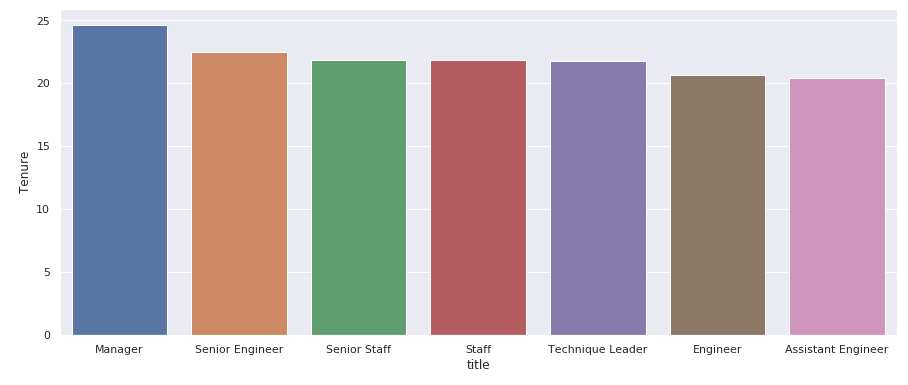 25
20
15
10
5
0
Tenure
Manager Senior Engineer Senior Staff Staff Technique Leader Engineer Assistant Engineer
title